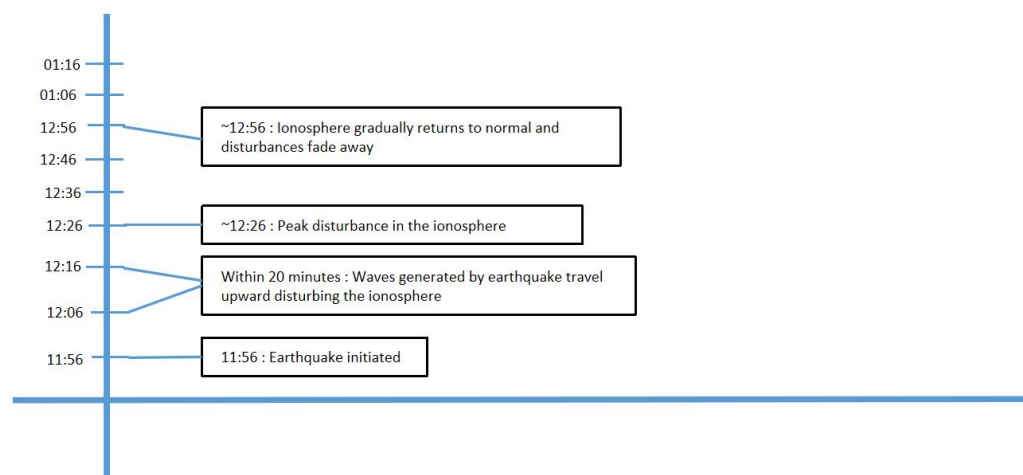 01:16
01:06
12:56
~12:56 : Ionosphere gradually returns to normal and
disturbances fade away
12:46
12:36
12:26
~12:26 : Peak disturbance in the ionosphere
12:16
Within 20 minutes : Waves generated by earthquake travel
upward disturbing the ionosphere
12:06
11:56
11:56 : Earthquake initiated